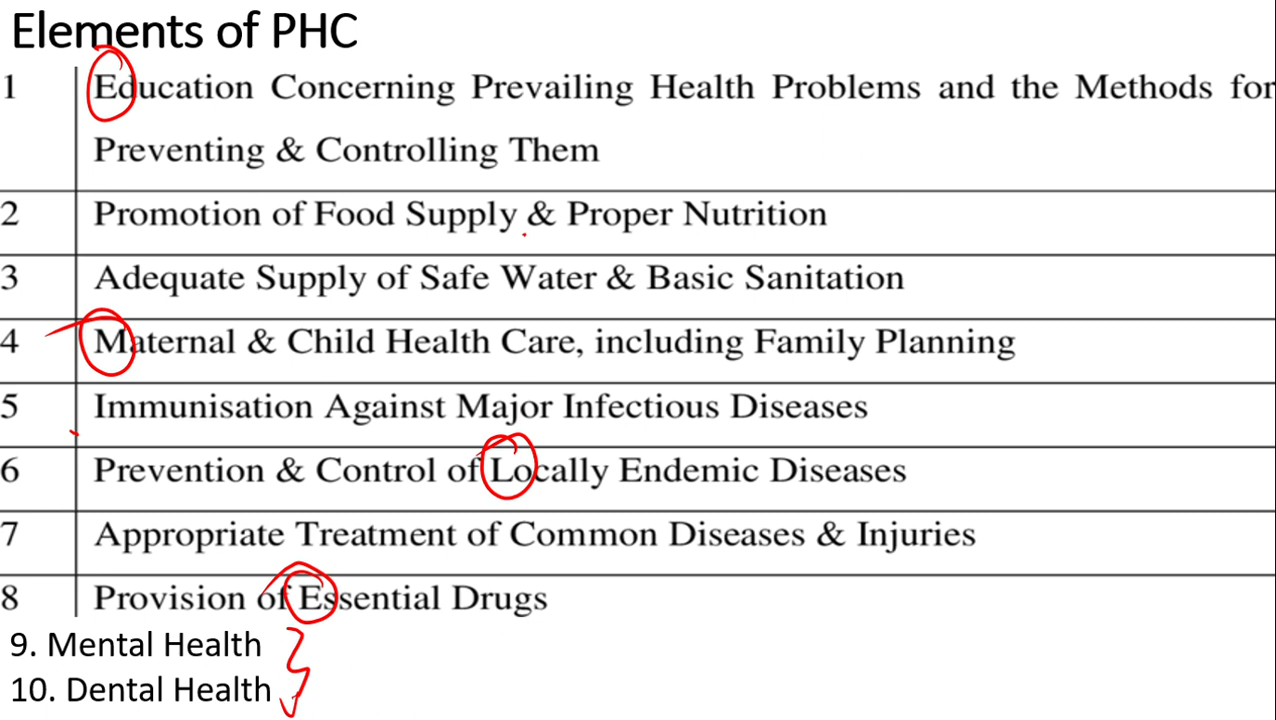 Elements of PHC
1 Education Concerning Prevailing Health Problems and the Methods for
Preventing & Controlling Them
2 Promotion of Food Supply & Proper Nutrition
3 Adequate Supply of Safe Water & Basic Sanitation
4 Maternal & Child Health Care, including Family Planning
5 Immunisation Against Major Infectious Diseases
6 Prevention & Control of Locally Endemic Diseases
7 Appropriate Treatment of Common Diseases & Injuries
8 Provision of Essential Drugs
9. Mental Health
10. Dental Health